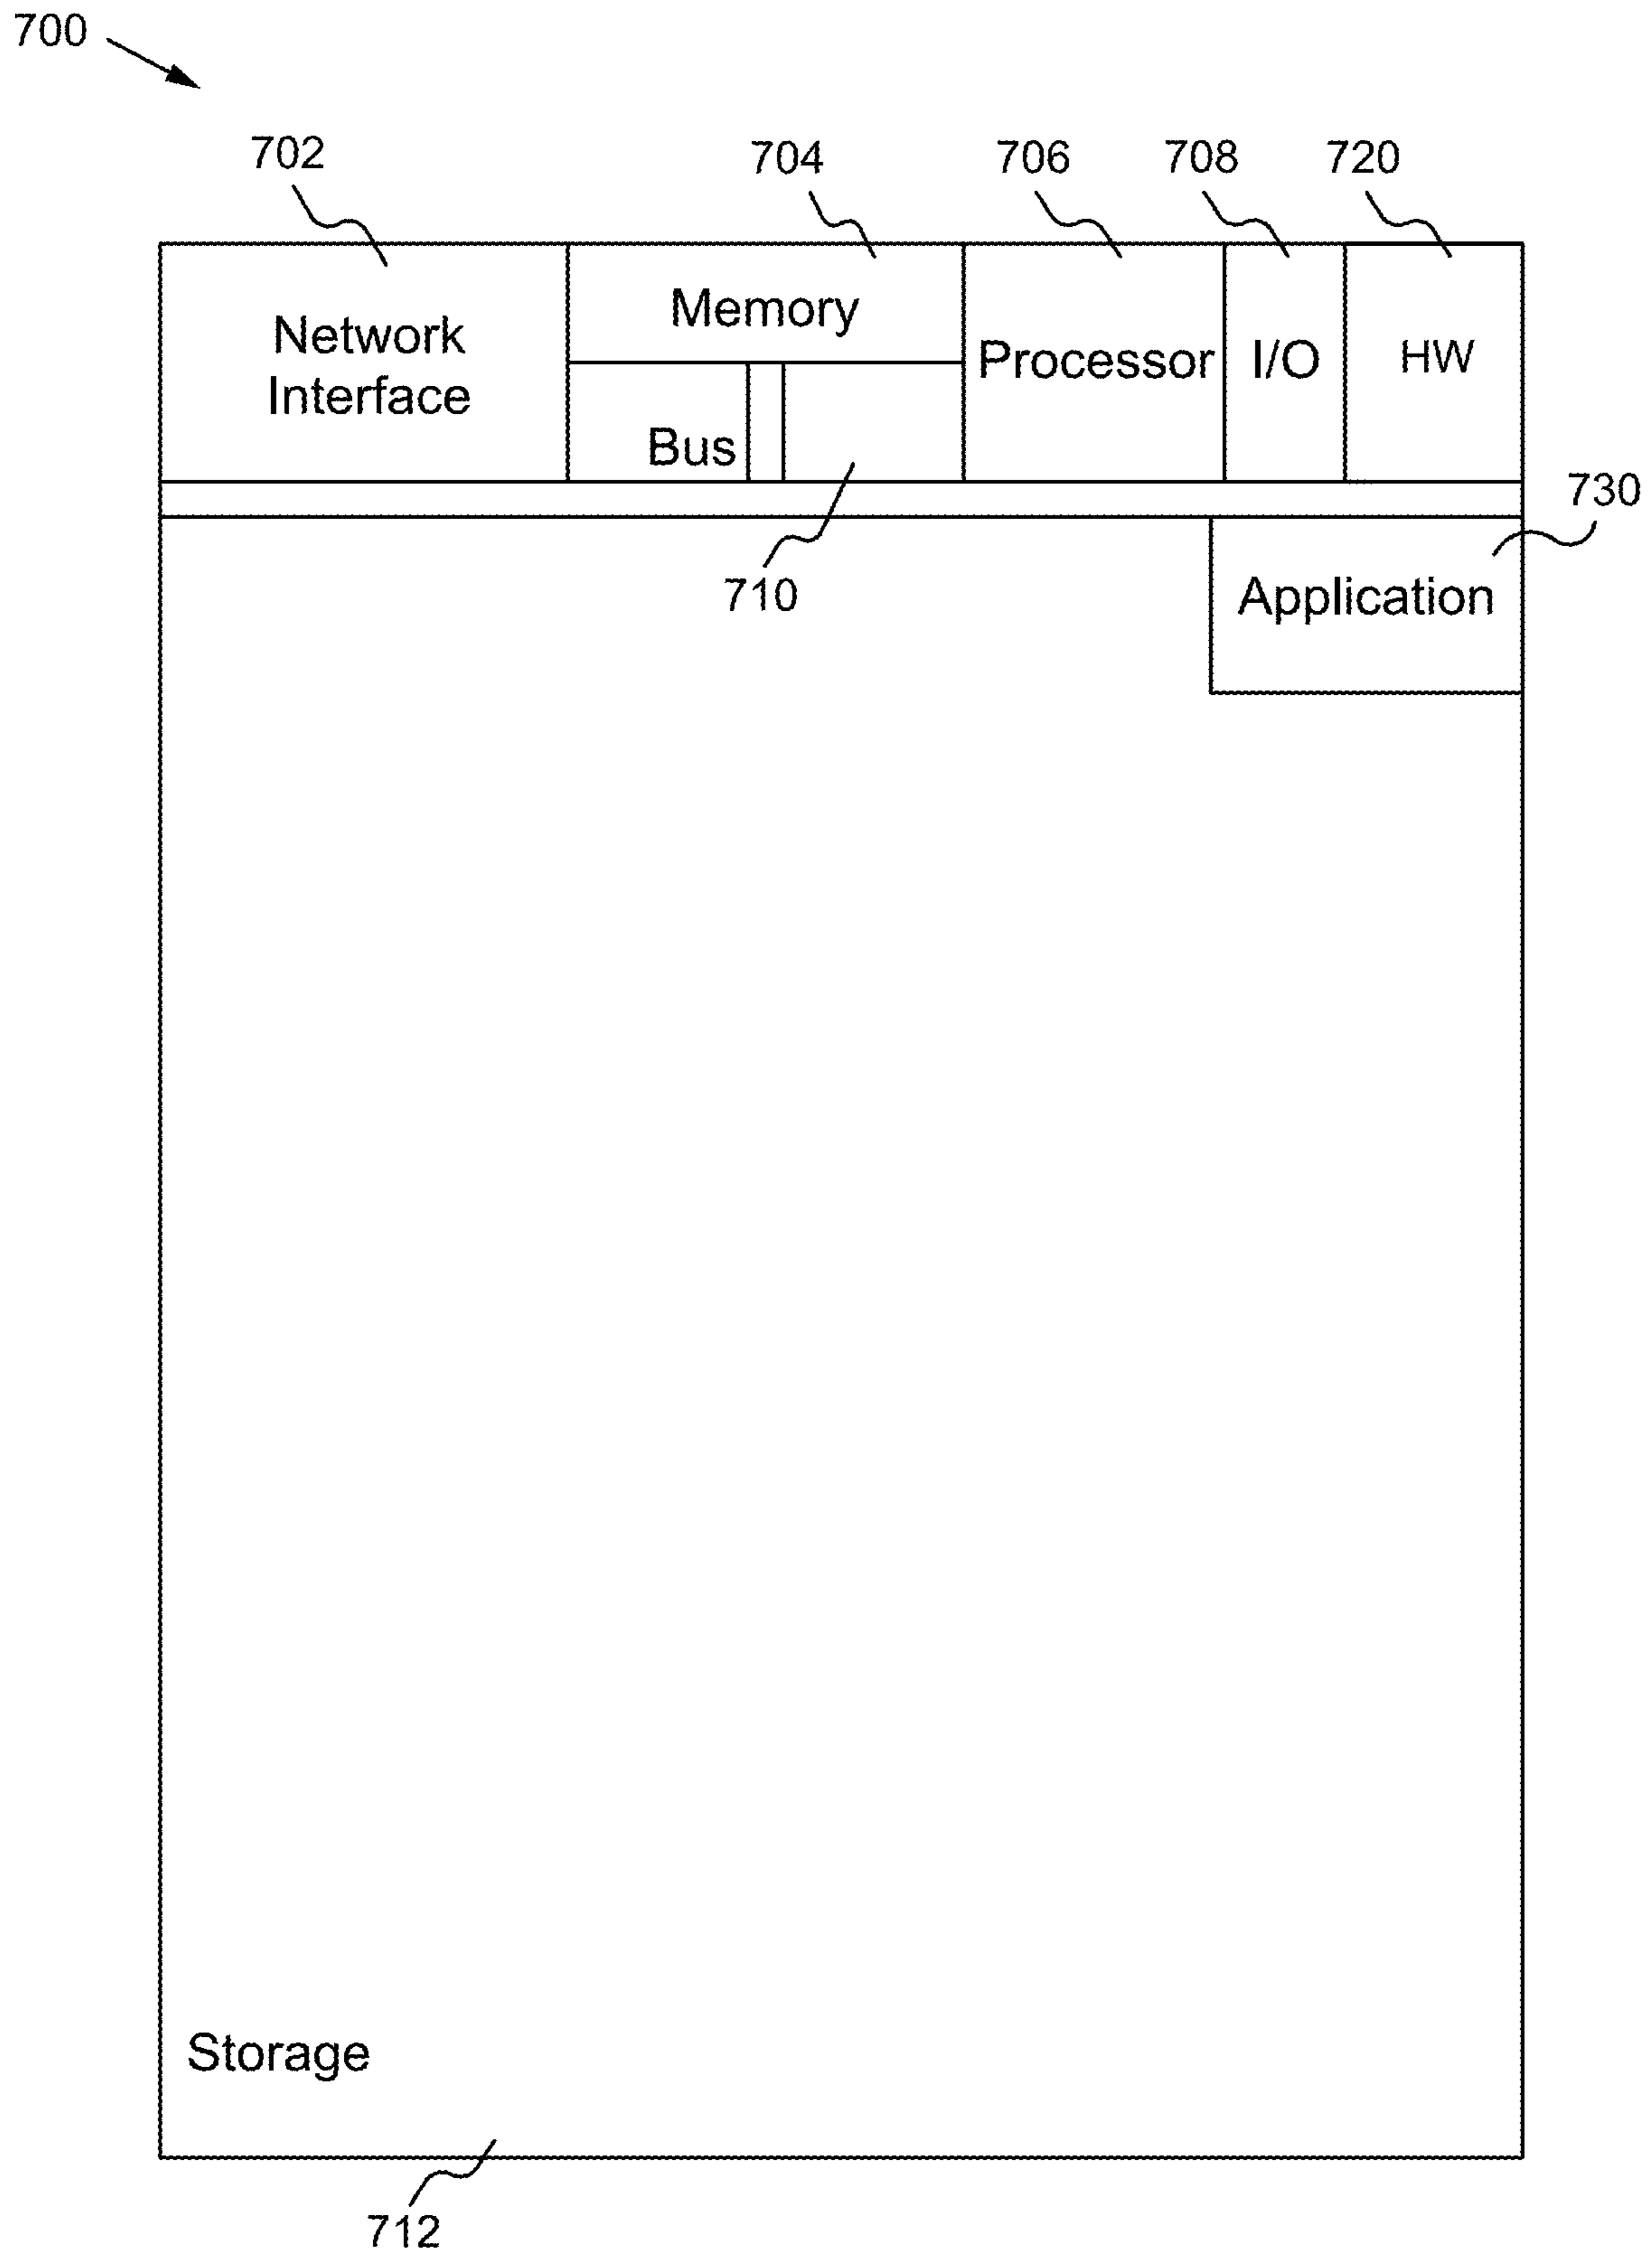 700
702
704
706
708
720
Network
Interface
Memory
Processor
I/O
HW
Bus
730
710
Application
Storage
712